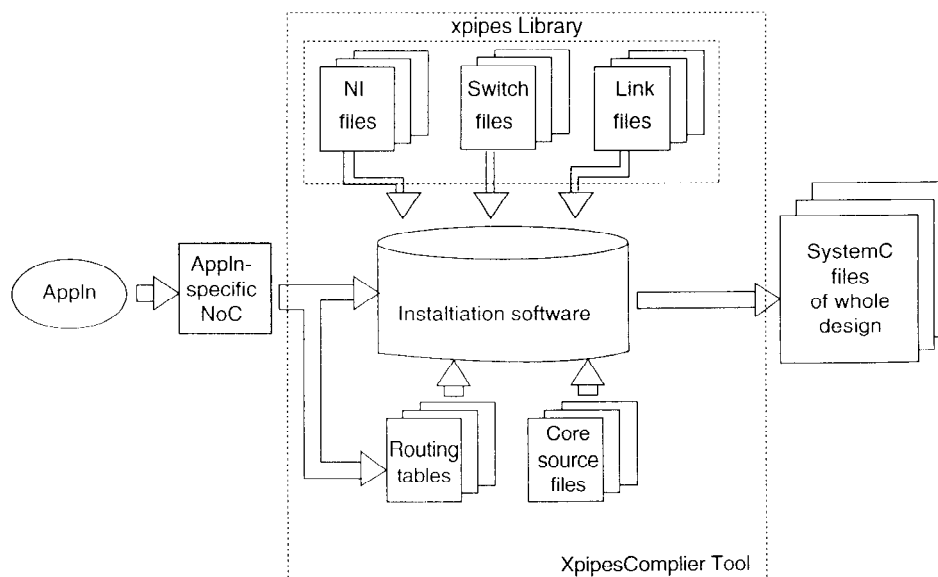 xpipes Library
NI
files
Switch
files
Link
files
Appln
Appln-
specific
NoC
Instaltiation software
SystemC
files
of whole
design
Routing
tables
Core
source
files
XpipesComplier Tool